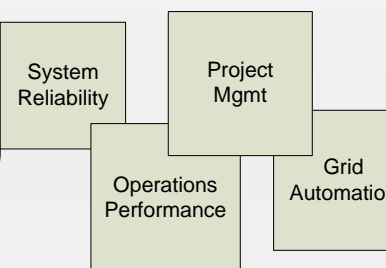 System
Reliability
Project
Mgmt
Operations
Performance
Grid
Automatio